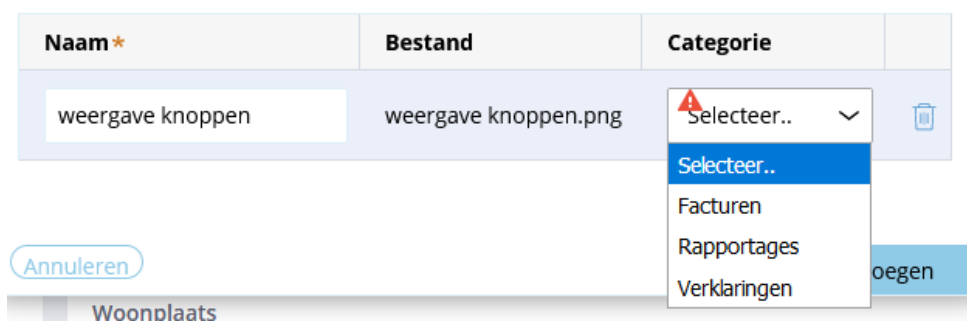 Naam* Bestand Categorie
weergave knoppen weergave knoppen.png Selecteer..
Selecteer..
Facturen
Rapportages
Verklaringen
Annuleren oegen
Woonplaats